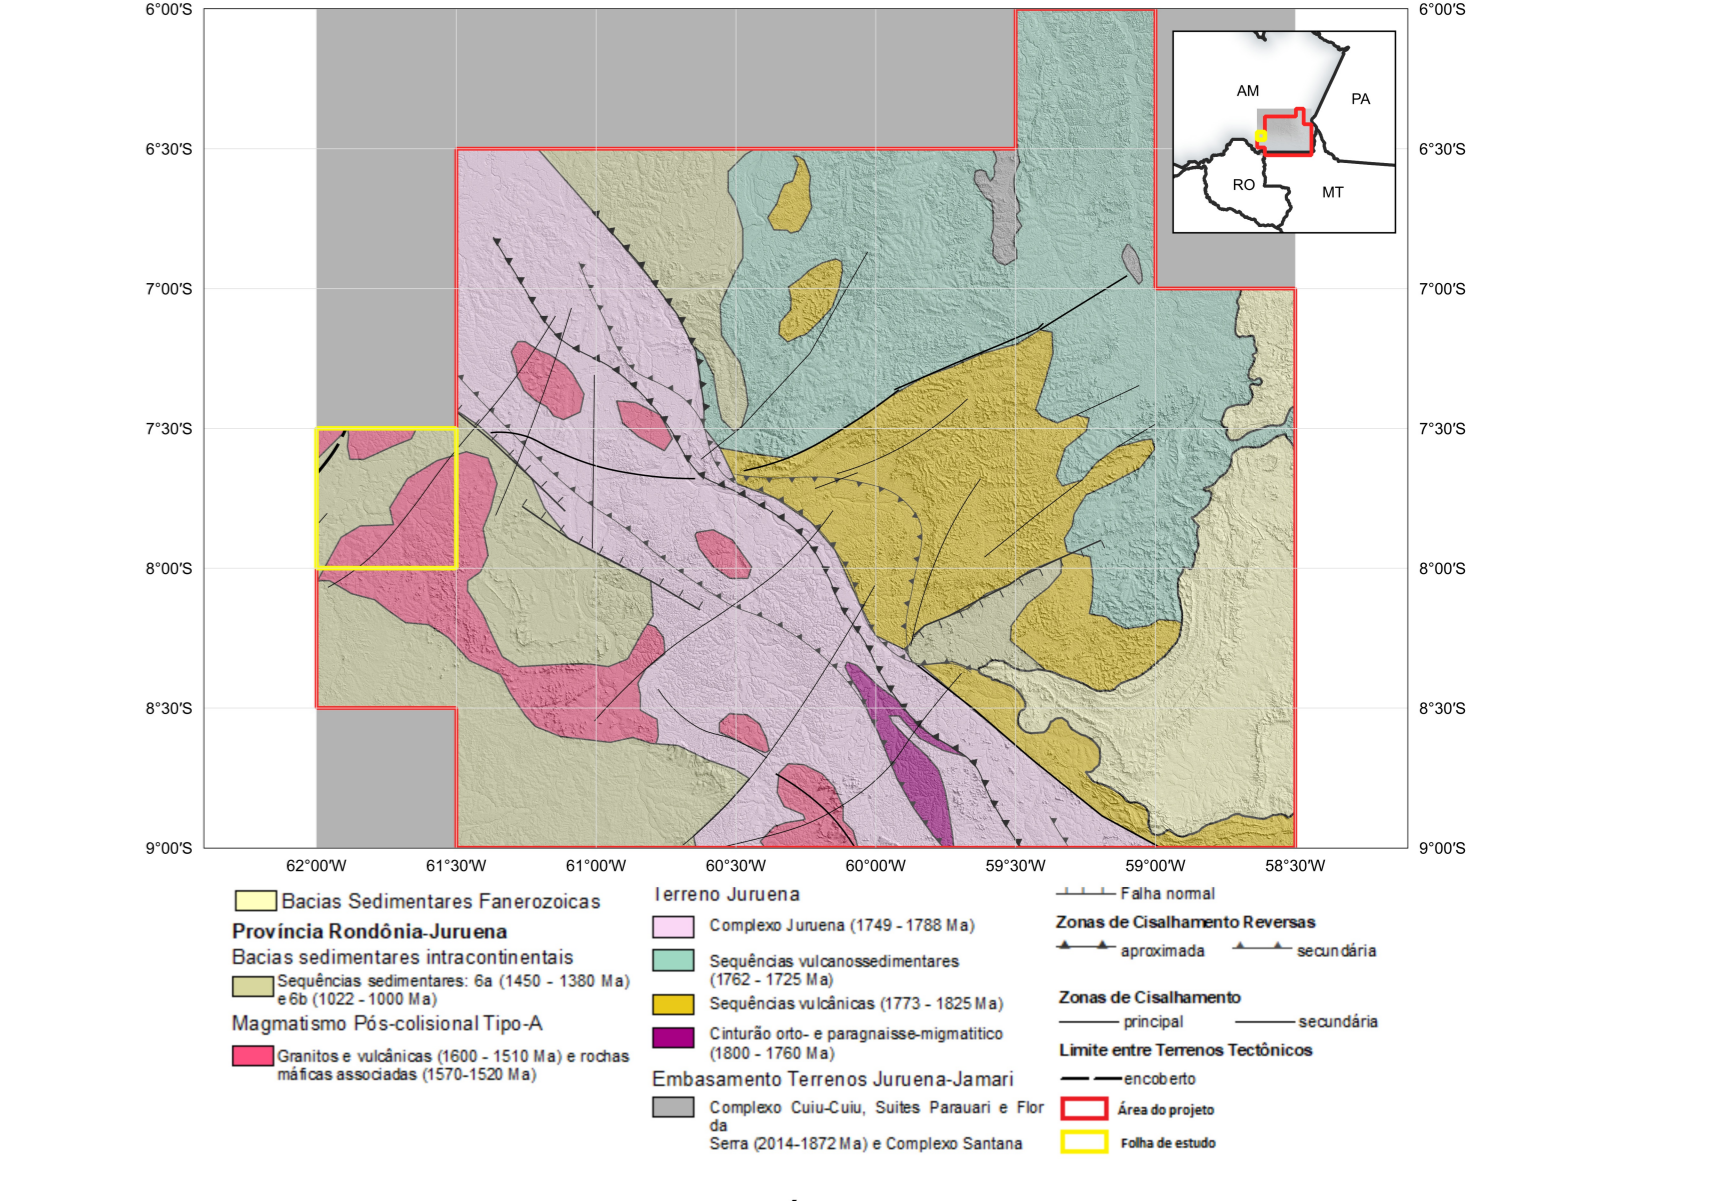 6°00'S
6°00'S
AM
PA
6°30'S
6°30'S
RO
MT
7°00'S
7°00'S
7°30'S
7°30'S
8°00'S
8°00'S
8°30'S
8°30'S
9°00'S
9°00'S
62°00'W
61°30'W
61°00'W
60°30'W
60°00'W
59°30'W
59°00'W
58°30'W
Bacias Sedimentares Fanerozoicas
Província Rondônia-Juruena
Bacias sedimentares intracontinentais
Sequências sedimentares: 6a (1450 - 1380 Ma)
e 6b (1022 - 1000 Ma)
Magmatismo Pós-colisional Tipo-A
Granitos e vulcânicas (1600 - 1510 Ma) e rochas
máficas associadas (1570-1520 Ma)
Terreno Juruena
Complexo Juruena (1749 - 1788 Ma)
Sequências vulcanossedimentares
(1762 - 1725 Ma)
Sequências vulcânicas (1773 - 1825 Ma)
Cinturão orto- e paragnaisse-migmatitico
(1800 - 1760 Ma)
Embasamento Terrenos Juruena-Jamari
Complexo Cuiu-Cuiu, Suites Parauari e Flor
da
Serra (2014-1872 Ma) e Complexo Santana
Falha normal
Zonas de Cisalhamento Reversas
aproximada
secundária
Zonas de Cisalhamento
principal
secundária
Limite entre Terrenos Tectônicos
encoberto
Área do projeto
Folha de estudo